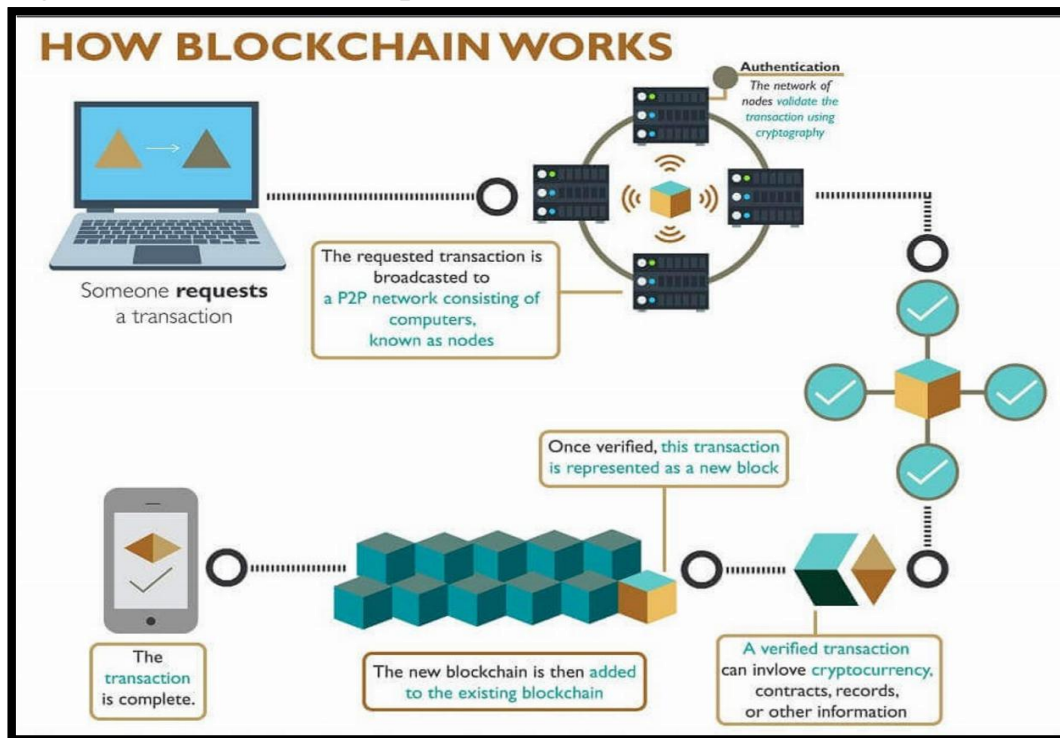 HOW BLOCKCHAIN WORKS
Authentication
The network of
nodes validate the
transaction using
cryptography
Someone requests
a transaction
The requested transaction is
broadcasted to
a P2P network consisting of
computers,
known as nodes
Once verified, this transaction
is represented as a new block
A verified transaction
can invlove cryptocurrency,
contracts, records,
or other information
The new blockchain is then added
to the existing blockchain
The
transaction
is complete.